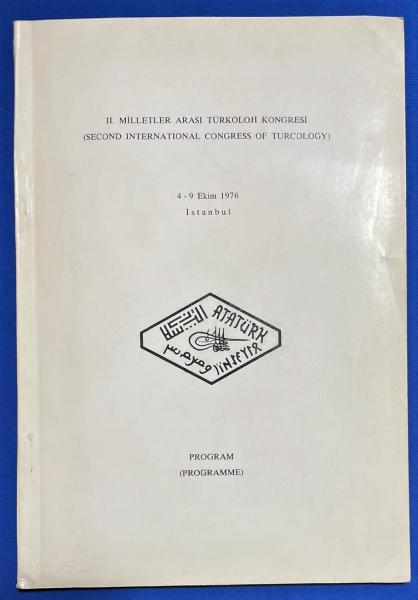 II. MİLLETLER ARASI TÜRKOLOJİ KONGRESİ
(SECOND INTERNATIONAL CONGRESS OF TURCOLOGY)
4 - 9 Ekim 1976
İstanbul
ATATÜRK
PROGRAM
(PROGRAMME)